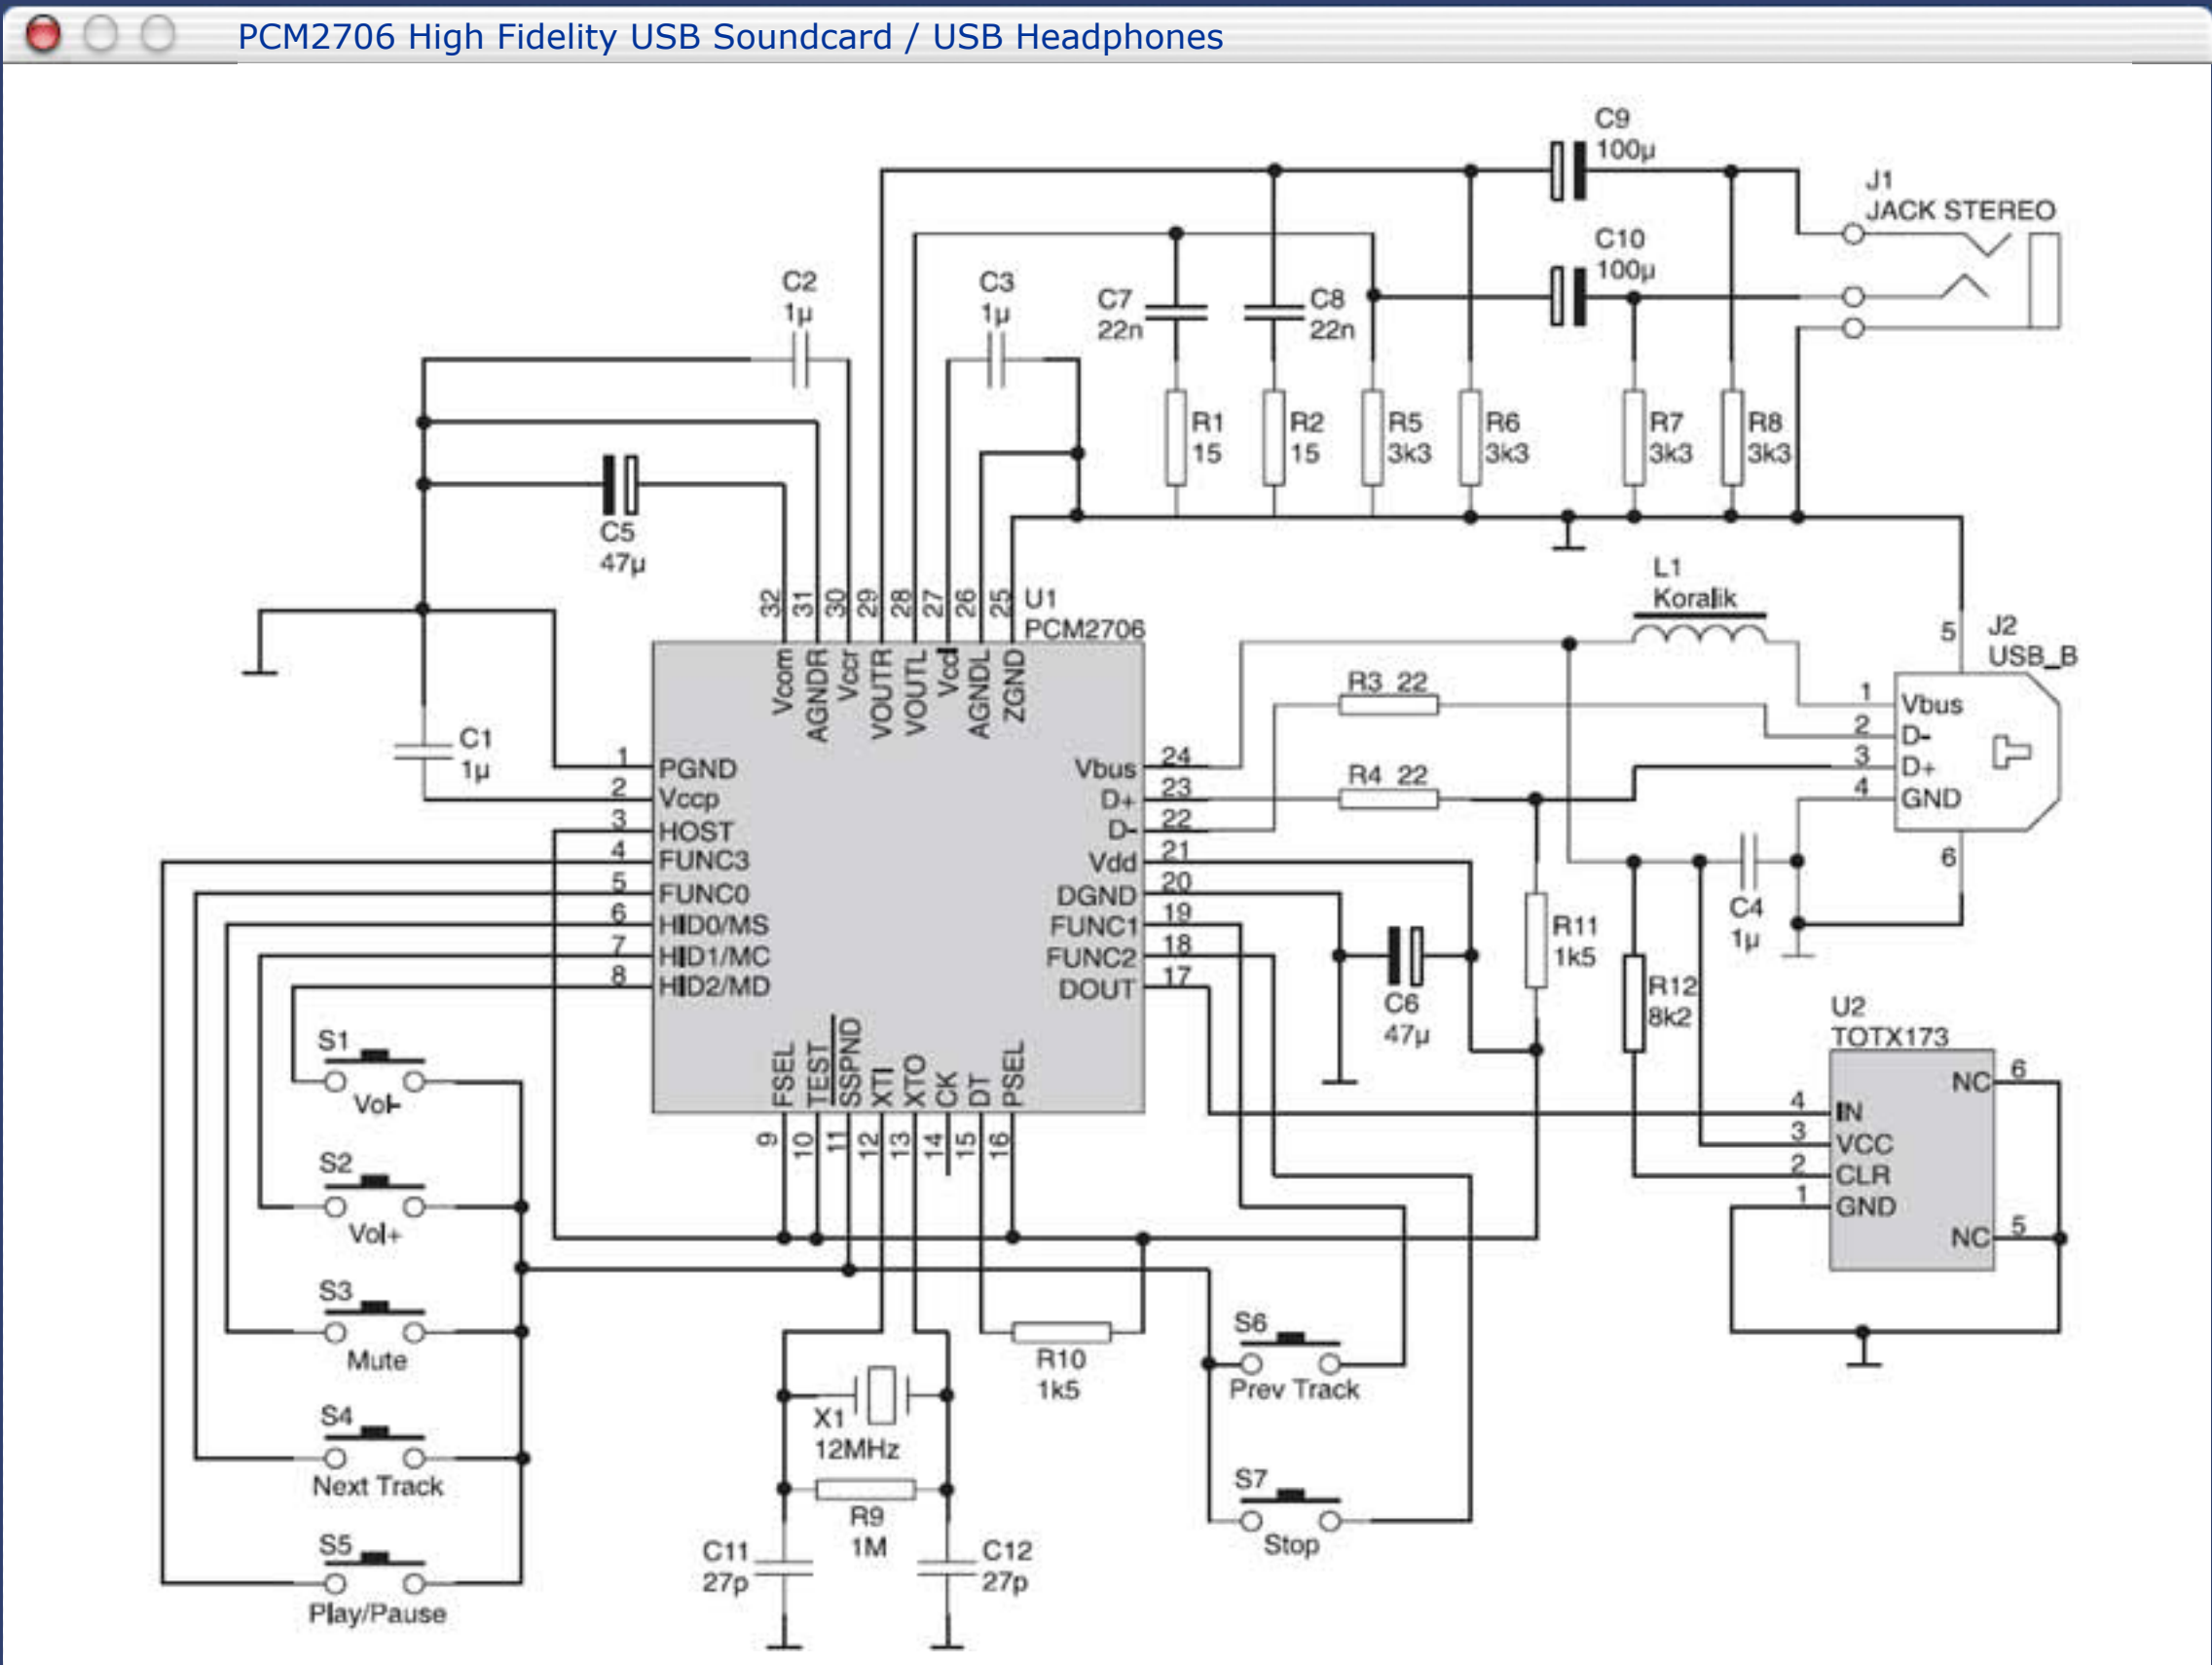 PCM2706 High Fidelity USB Soundcard / USB Headphones
C9
100µ
J1
JACK STEREO
C10
100µ
C2
1µ
C3
1µ
C7
22n
C8
22n
R1
15
R2
15
R5
3k3
R6
3k3
R7
3k3
R8
3k3
C5
47µ
L1
Koralik
U1
PCM2706
32
31
30
29
28
27
26
25
Vcom
AGNDR
Vccr
VOUTR
VOUTL
Vccl
AGNDL
ZGND
5
J2
USB_B
R3 22
R4 22
1
Vbus
2
D-
3
D+
4
GND
6
C1
1µ
1
PGND
2
Vccp
3
HOST
4
FUNC3
5
FUNC0
6
HID0/MS
7
HID1/MC
8
HID2/MD
Vbus
24
D+
23
D-
22
Vdd
21
DGND
20
FUNC1
19
FUNC2
18
DOUT
17
FSEL
TEST
SSPND
XTI
XTO
CK
DT
PSEL
9
10
11
12
13
14
15
16
C6
47µ
R11
1k5
C4
1µ
R12
8k2
U2
TOTX173
NC 6
4 IN
3 VCC
2 CLR
1 GND
NC 5
S1
Vol-
S2
Vol+
S3
Mute
S4
Next Track
S5
Play/Pause
R10
1k5
S6
Prev Track
S7
Stop
X1
12MHz
R9
1M
C11
27p
C12
27p